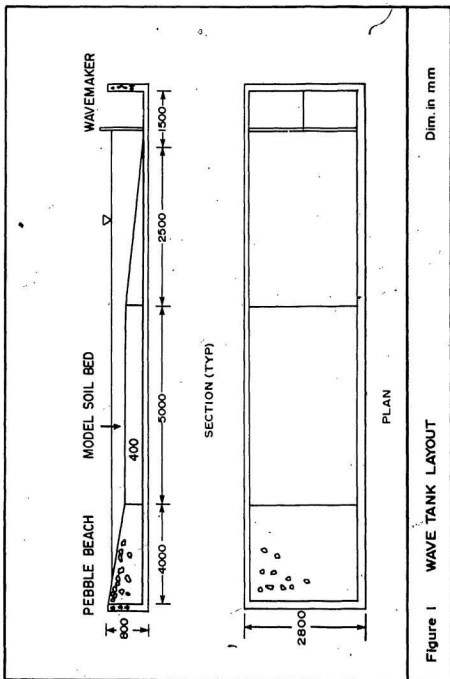 PEBBLE BEACH
MODEL SOIL BED
WAVEMAKER
800
400
4000
5000
2500
1500
SECTION (TYP)
2800
PLAN
Figure 1 WAVE TANK LAYOUT
Dim. in mm